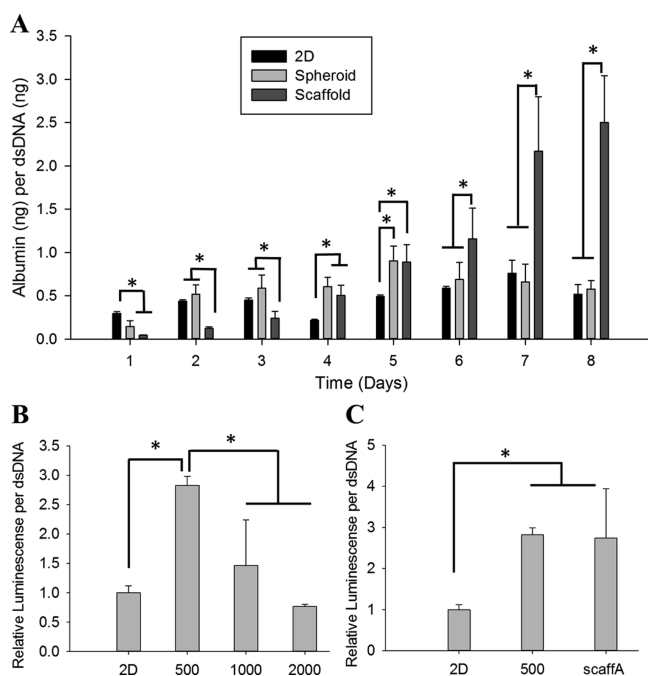 A
3.5
3.0
2.5
2.0
1.5
1.0
0.5
0.0
Albumin (ng) per dsDNA (ng)
2D
Spheroid
Scaffold
* * * * * * * * *
1 2 3 4 5 6 7 8
Time (Days)
B
3.5
3.0
2.5
2.0
1.5
1.0
0.5
0.0
Relative Luminescense per dsDNA
* *
2D 500 1000 2000
C
5
4
3
2
1
0
Relative Luminescense per dsDNA
*
2D 500 scaffA